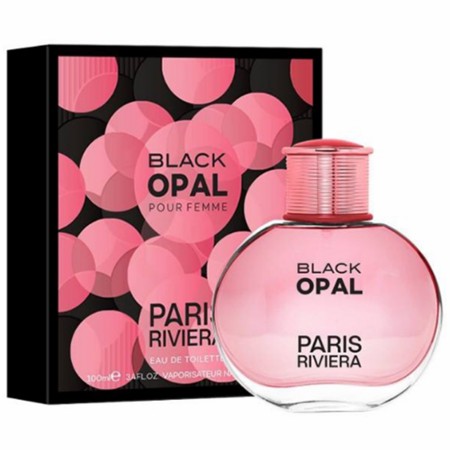 BLACK
OPAL
POUR FEMME
PARIS
RIVIERA
EAU DE TOILETTE
100ml e 3.4FL.OZ. VAPORISATEUR
BLACK
OPAL
PARIS
RIVIERA